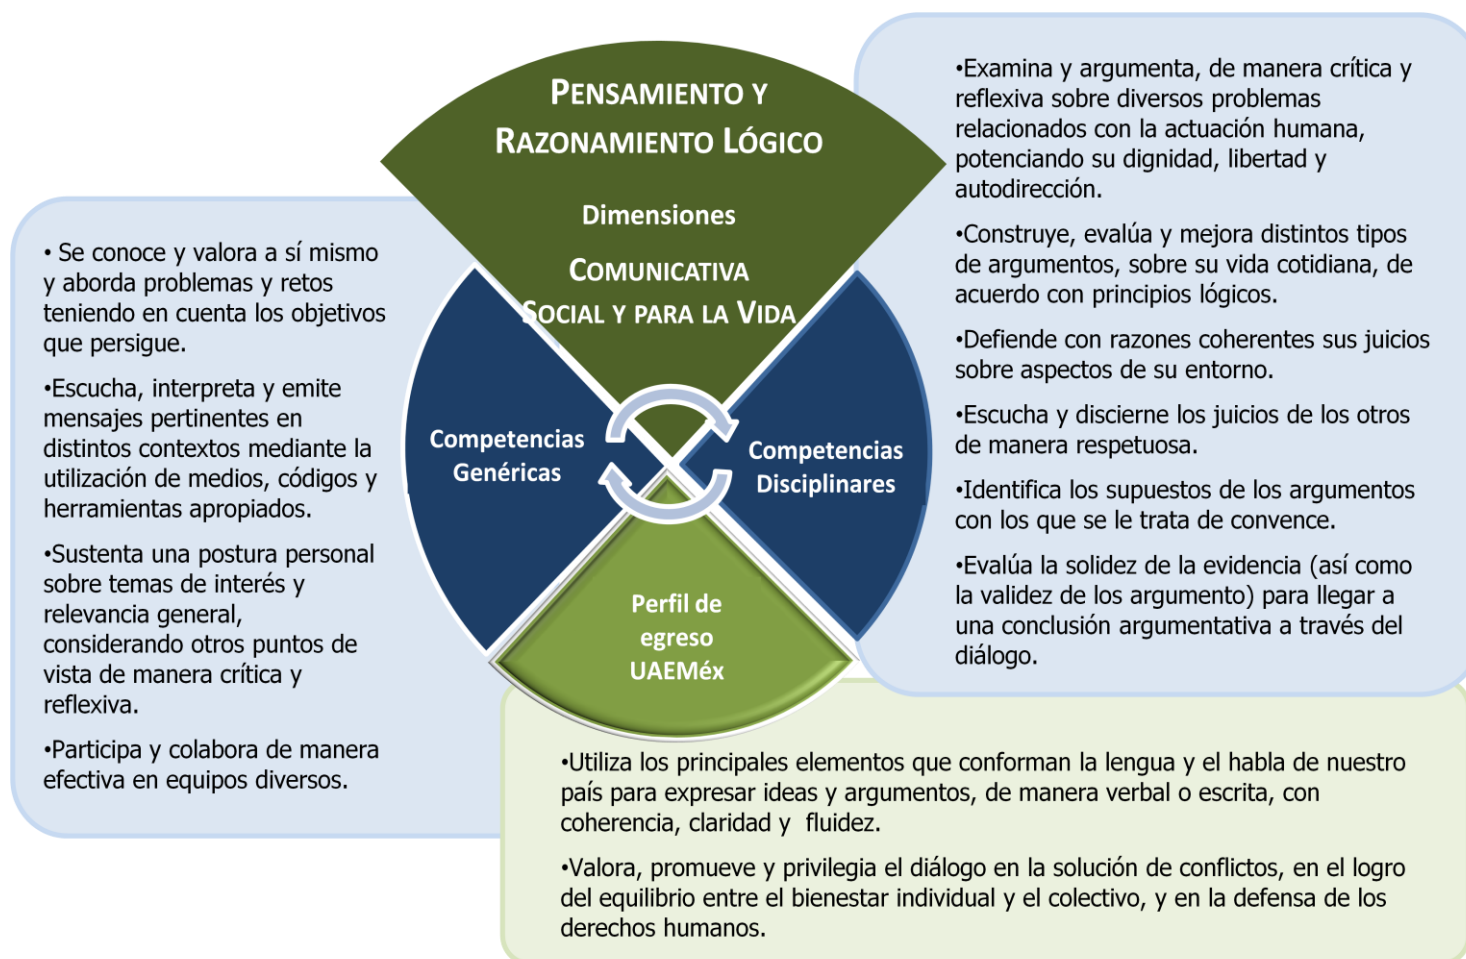 PENSAMIENTO Y
RAZONAMIENTO LÓGICO
Dimensiones
COMUNICATIVA
SOCIAL Y PARA LA VIDA
Competencias
Genéricas
Competencias
Disciplinares
Perfil de
egreso
UAEMéx
• Se conoce y valora a sí mismo
y aborda problemas y retos
teniendo en cuenta los objetivos
que persigue.
•Escucha, interpreta y emite
mensajes pertinentes en
distintos contextos mediante la
utilización de medios, códigos y
herramientas apropiados.
•Sustenta una postura personal
sobre temas de interés y
relevancia general,
considerando otros puntos de
vista de manera crítica y
reflexiva.
•Participa y colabora de manera
efectiva en equipos diversos.
•Examina y argumenta, de manera crítica y
reflexiva sobre diversos problemas
relacionados con la actuación humana,
potenciando su dignidad, libertad y
autodirección.
•Construye, evalúa y mejora distintos tipos
de argumentos, sobre su vida cotidiana, de
acuerdo con principios lógicos.
•Defiende con razones coherentes sus juicios
sobre aspectos de su entorno.
•Escucha y discierne los juicios de los otros
de manera respetuosa.
•Identifica los supuestos de los argumentos
con los que se le trata de convence.
•Evalúa la solidez de la evidencia (así como
la validez de los argumento) para llegar a
una conclusión argumentativa a través del
diálogo.
•Utiliza los principales elementos que conforman la lengua y el habla de nuestro
país para expresar ideas y argumentos, de manera verbal o escrita, con
coherencia, claridad y fluidez.
•Valora, promueve y privilegia el diálogo en la solución de conflictos, en el logro
del equilibrio entre el bienestar individual y el colectivo, y en la defensa de los
derechos humanos.